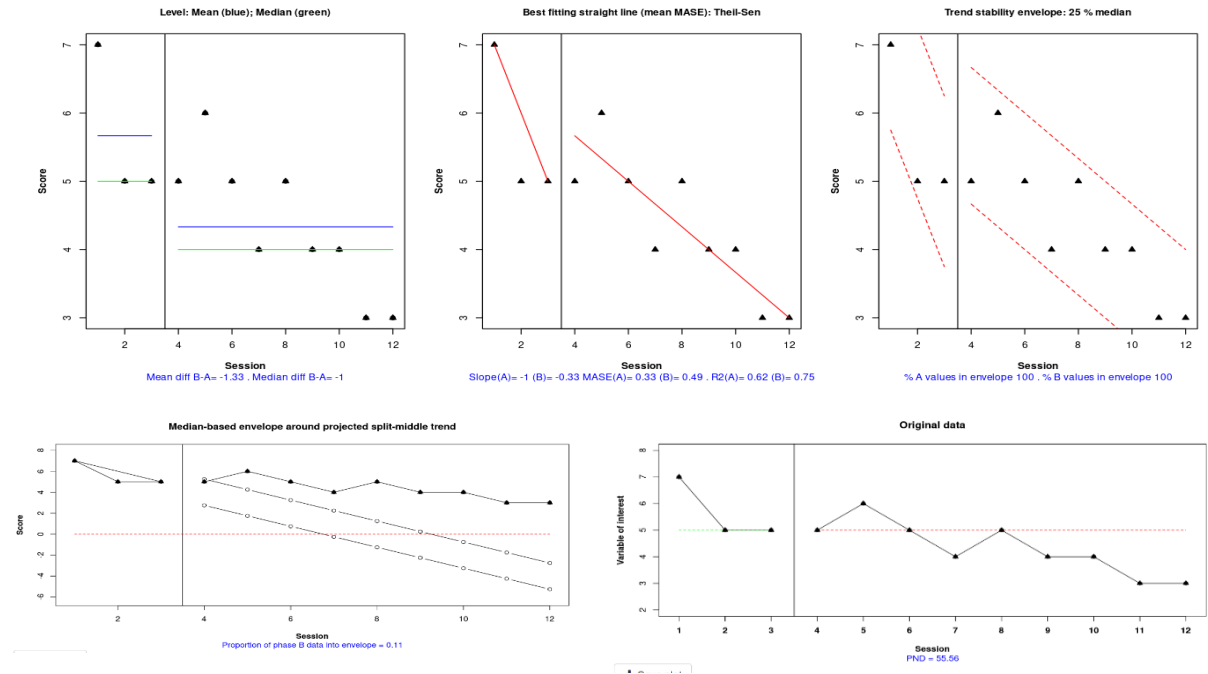 Level: Mean (blue); Median (green)
Score
7
6
5
4
3
2 4 6 8 10 12
Session
Mean diff B-A= -1.33 . Median diff B-A= -1
Best fitting straight line (mean MASE): Theil-Sen
Score
7
6
5
4
3
2 4 6 8 10 12
Session
Slope(A)= -1 (B)= -0.33 MASE(A)= 0.33 (B)= 0.49 . R2(A)= 0.62 (B)= 0.75
Trend stability envelope: 25 % median
Score
7
6
5
4
3
2 4 6 8 10 12
Session
% A values in envelope 100 . % B values in envelope 100
Median-based envelope around projected split-middle trend
Score
8
6
4
2
0
-2
-4
-6
2 4 6 8 10 12
Session
Proportion of phase B data into envelope = 0.11
Original data
Variable of interest
8
7
6
5
4
3
2
1 2 3 4 5 6 7 8 9 10 11 12
Session
PND = 55.56